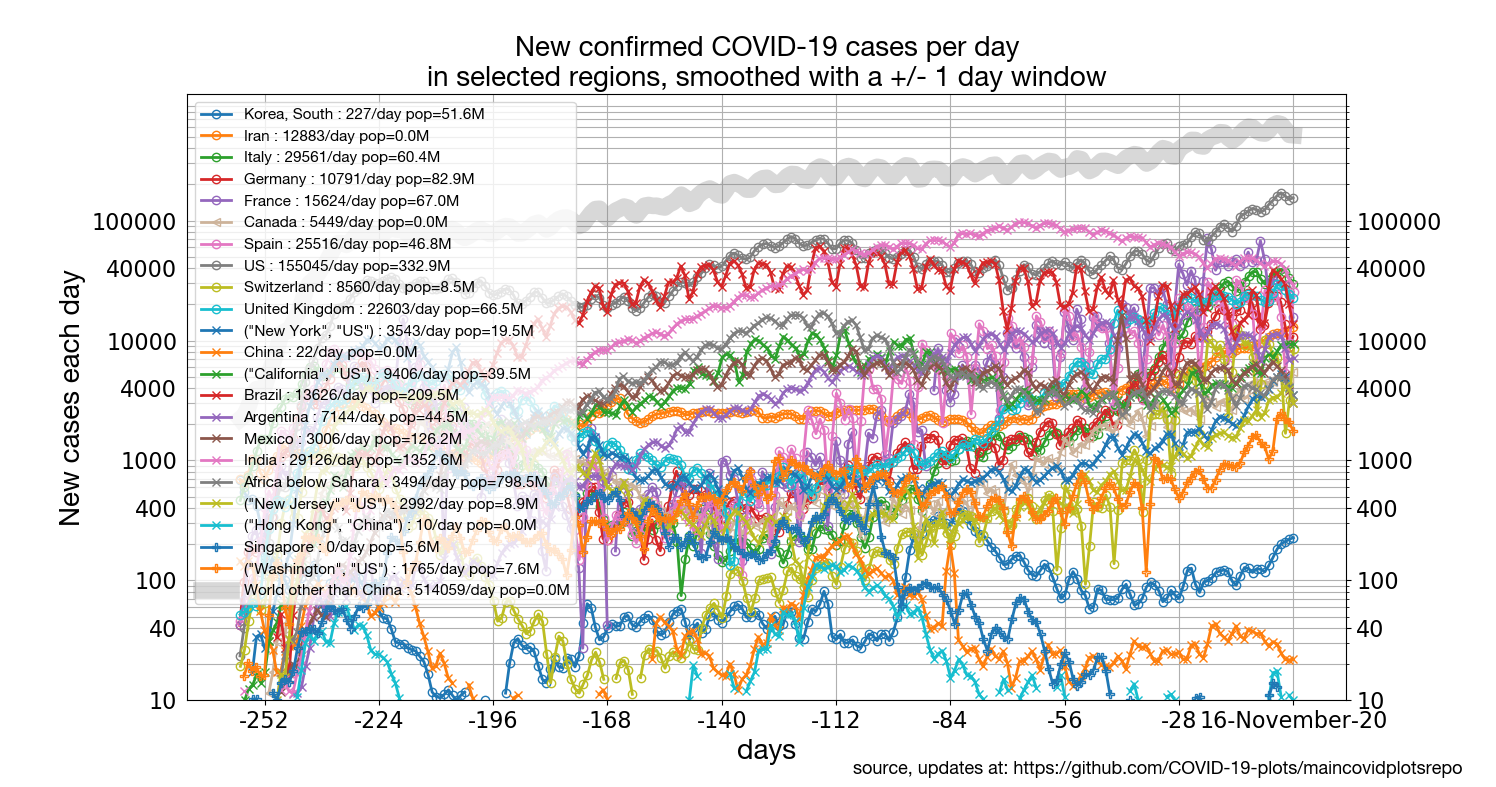 New confirmed COVID-19 cases per day
in selected regions, smoothed with a +/- 1 day window
Korea, South : 227/day pop=51.6M
Iran : 12883/day pop=0.0M
Italy : 29561/day pop=60.4M
Germany : 10791/day pop=82.9M
France : 15624/day pop=67.0M
Canada : 5449/day pop=0.0M
Spain : 25516/day pop=46.8M
US : 155045/day pop=332.9M
Switzerland : 8560/day pop=8.5M
United Kingdom : 22603/day pop=66.5M
("New York", "US") : 3543/day pop=19.5M
China : 22/day pop=0.0M
("California", "US") : 9406/day pop=39.5M
Brazil : 13626/day pop=209.5M
Argentina : 7144/day pop=44.5M
Mexico : 3006/day pop=126.2M
India : 29126/day pop=1352.6M
Africa below Sahara : 3494/day pop=798.5M
("New Jersey", "US") : 2992/day pop=8.9M
("Hong Kong", "China") : 10/day pop=0.0M
Singapore : 0/day pop=5.6M
("Washington", "US") : 1765/day pop=7.6M
World other than China : 514059/day pop=0.0M
New cases each day
100000
40000
10000
4000
1000
400
100
40
10
100000
40000
10000
4000
1000
400
100
40
10
-252 -224 -196 -168 -140 -112 -84 -56 -28 16-November-20
days
source, updates at: https://github.com/COVID-19-plots/maincovidplotsrepo